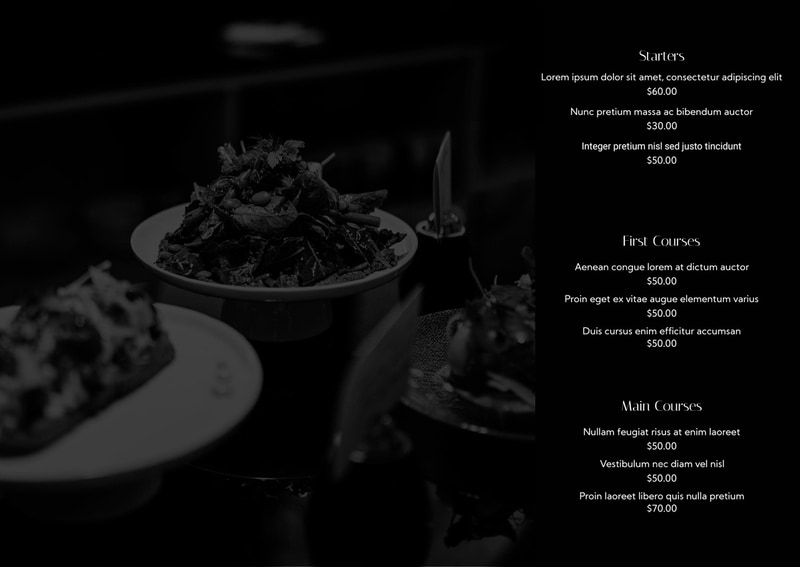 Starters
Lorem ipsum dolor sit amet, consectetur adipiscing elit
$60.00
Nunc pretium massa ac bibendum auctor
$30.00
Integer pretium nisl sed justo tincidunt
$50.00
First Courses
Aenean congue lorem at dictum auctor
$50.00
Proin eget ex vitae augue elementum varius
$50.00
Duis cursus enim efficitur accumsan
$50.00
Main Courses
Nullam feugiat risus at enim laoreet
$50.00
Vestibulum nec diam vel nisl
$50.00
Proin laoreet libero quis nulla pretium
$70.00